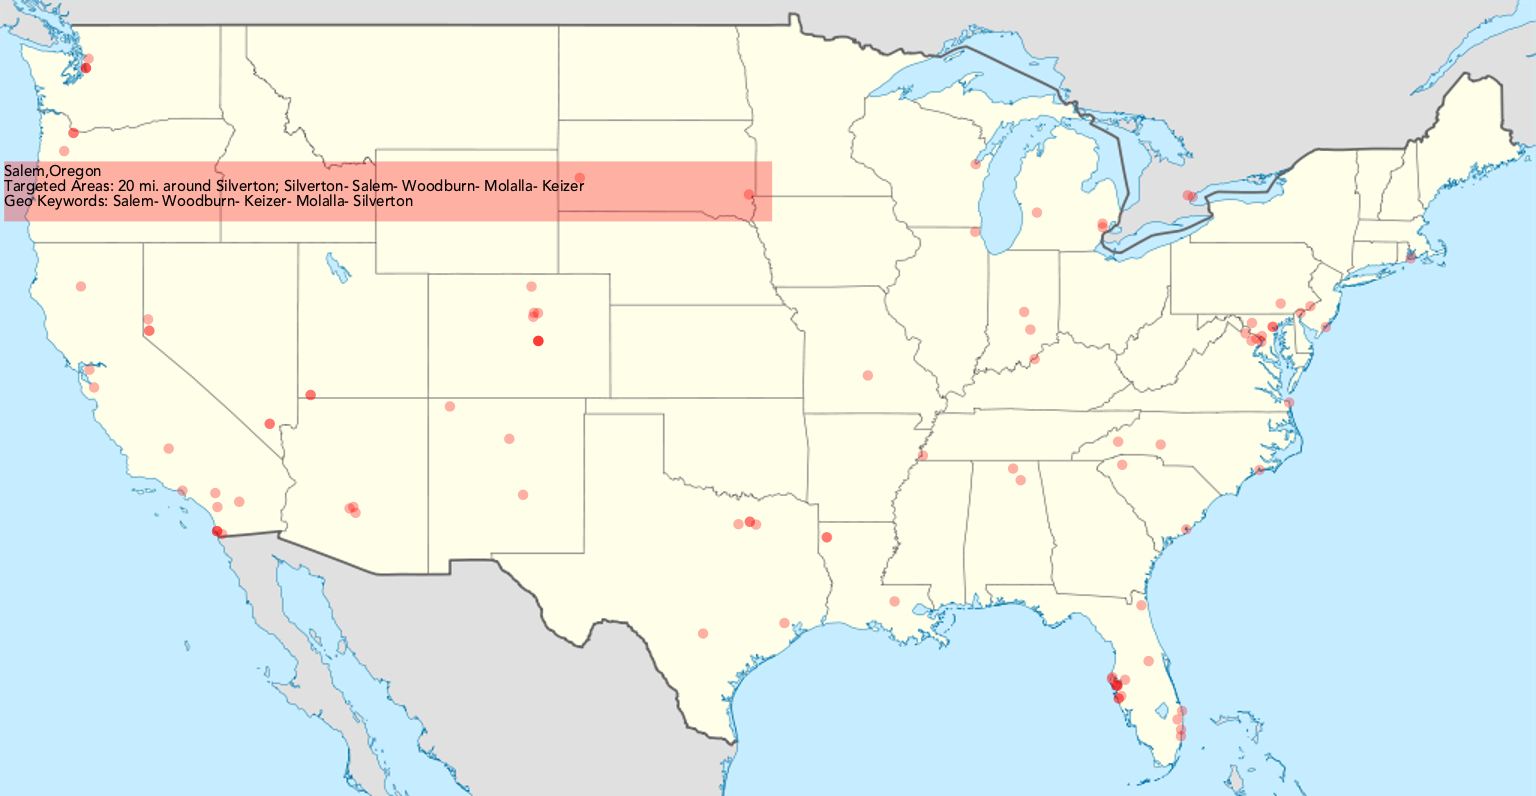 Salem,Oregon
Targeted Areas: 20 mi. around Silverton; Silverton- Salem- Woodburn- Molalla- Keizer
Geo Keywords: Salem- Woodburn- Keizer- Molalla- Silverton